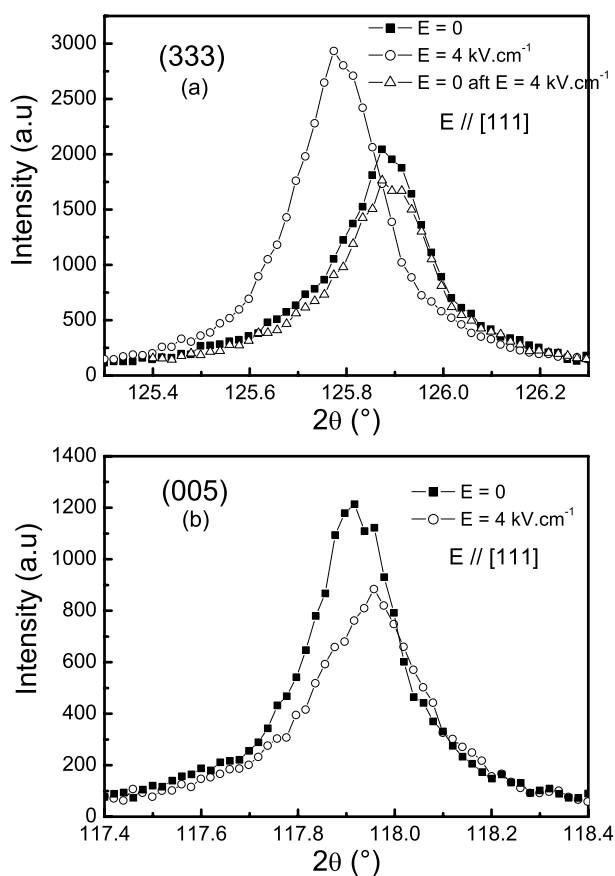 (333)
(a)
E = 0
E = 4 kV.cm⁻¹
E = 0 aft E = 4 kV.cm⁻¹
E // [111]
Intensity (a.u)
3000
2500
2000
1500
1000
500
0
125.4 125.6 125.8 126.0 126.2
2θ (°)
(005)
(b)
E = 0
E = 4 kV.cm⁻¹
E // [111]
Intensity (a.u)
1400
1200
1000
800
600
400
200
0
117.4 117.6 117.8 118.0 118.2 118.4
2θ (°)